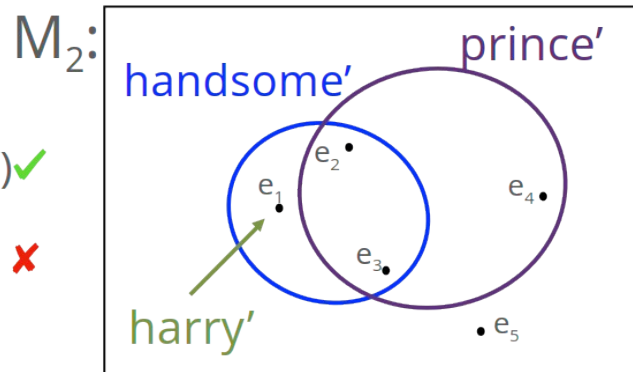 M₂:
prince’
handsome’
)✓
e₂
e₁
e₄
✘
e₃
harry’
e₅